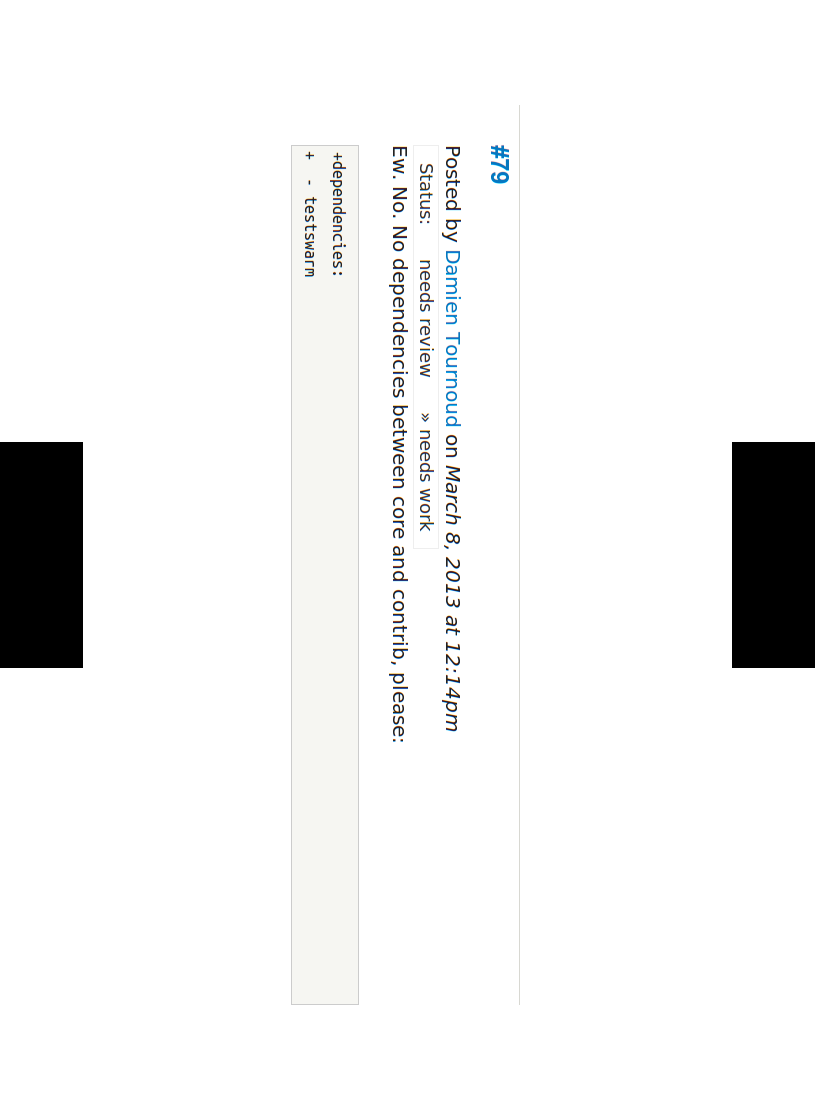 #79
Posted by Damien Tournoud on March 8, 2013 at 12:14pm
Status: needs review » needs work
Ew. No. No dependencies between core and contrib, please:
+dependencies:
+  - testswarm